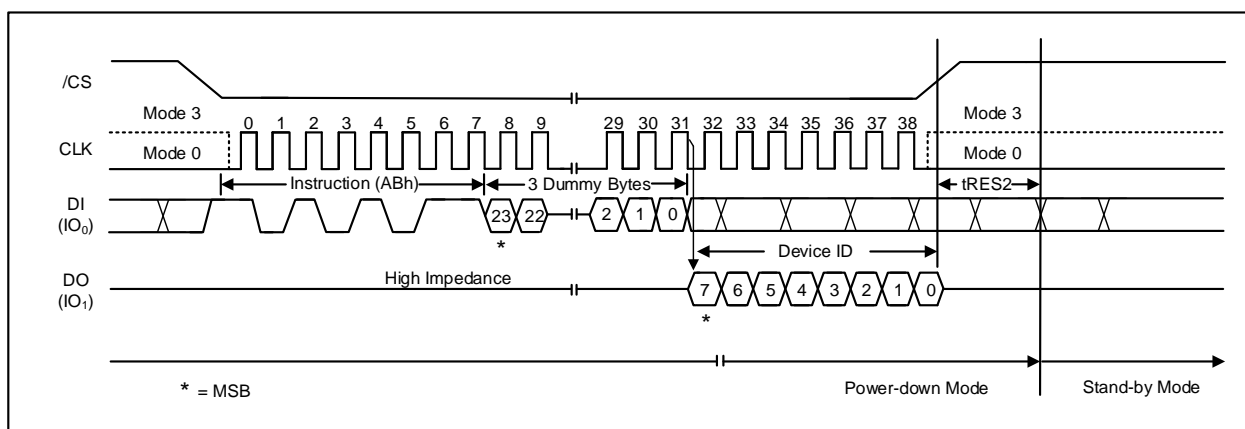 /CS
Mode 3
Mode 3
0 1 2 3 4 5 6 7 8 9 29 30 31 32 33 34 35 36 37 38
CLK
Mode 0
Mode 0
Instruction (ABh) 3 Dummy Bytes tRES2
DI
(IO0)
23 22 2 1 0
*
Device ID
High Impedance
DO
(IO1)
7 6 5 4 3 2 1 0
*
* = MSB
Power-down Mode Stand-by Mode